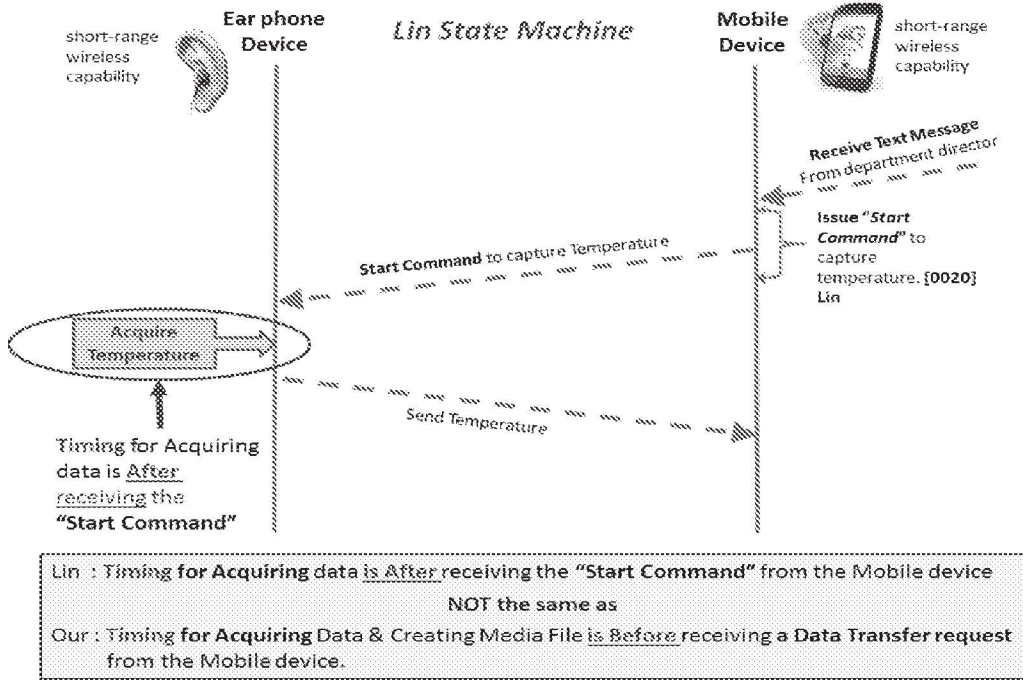 Lin State Machine
short-range
wireless
capability
Ear phone
Device
Mobile
Device
short-range
wireless
capability
Receive Text Message
From department director
Issue "Start
Command" to
capture
temperature. [0020]
Lin
Start Command to capture Temperature
Acquire
Temperature
Send Temperature
Timing for Acquiring
data is After
receiving the
"Start Command"
Lin : Timing for Acquiring data is After receiving the "Start Command" from the Mobile device
NOT the same as
Our : Timing for Acquiring Data & Creating Media File is Before receiving a Data Transfer request
from the Mobile device.